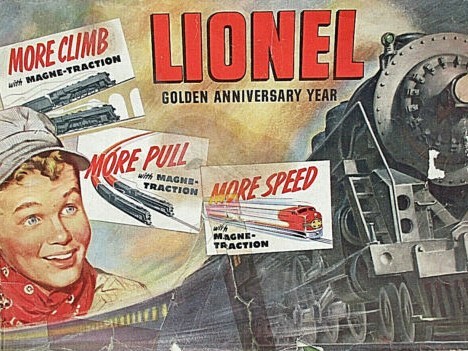 LIONEL
GOLDEN ANNIVERSARY YEAR
MORE CLIMB
with MAGNE-TRACTION
MORE PULL
with MAGNE-
TRACTION
MORE SPEED
with
MAGNE-
TRACTION